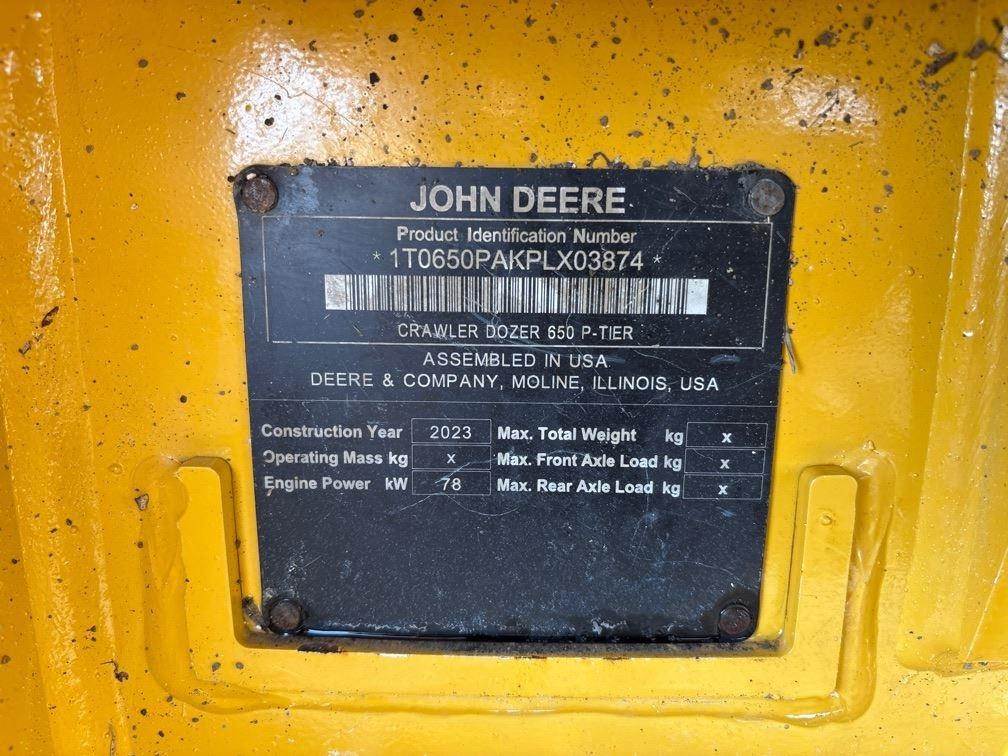 JOHN DEERE
Product Identification Number
* 1T0650PAKPLX03874 *
CRAWLER DOZER 650 P-TIER
ASSEMBLED IN USA
DEERE & COMPANY, MOLINE, ILLINOIS, USA
Construction Year 2023 Max. Total Weight kg x
Operating Mass kg x Max. Front Axle Load kg x
Engine Power kW 78 Max. Rear Axle Load kg x